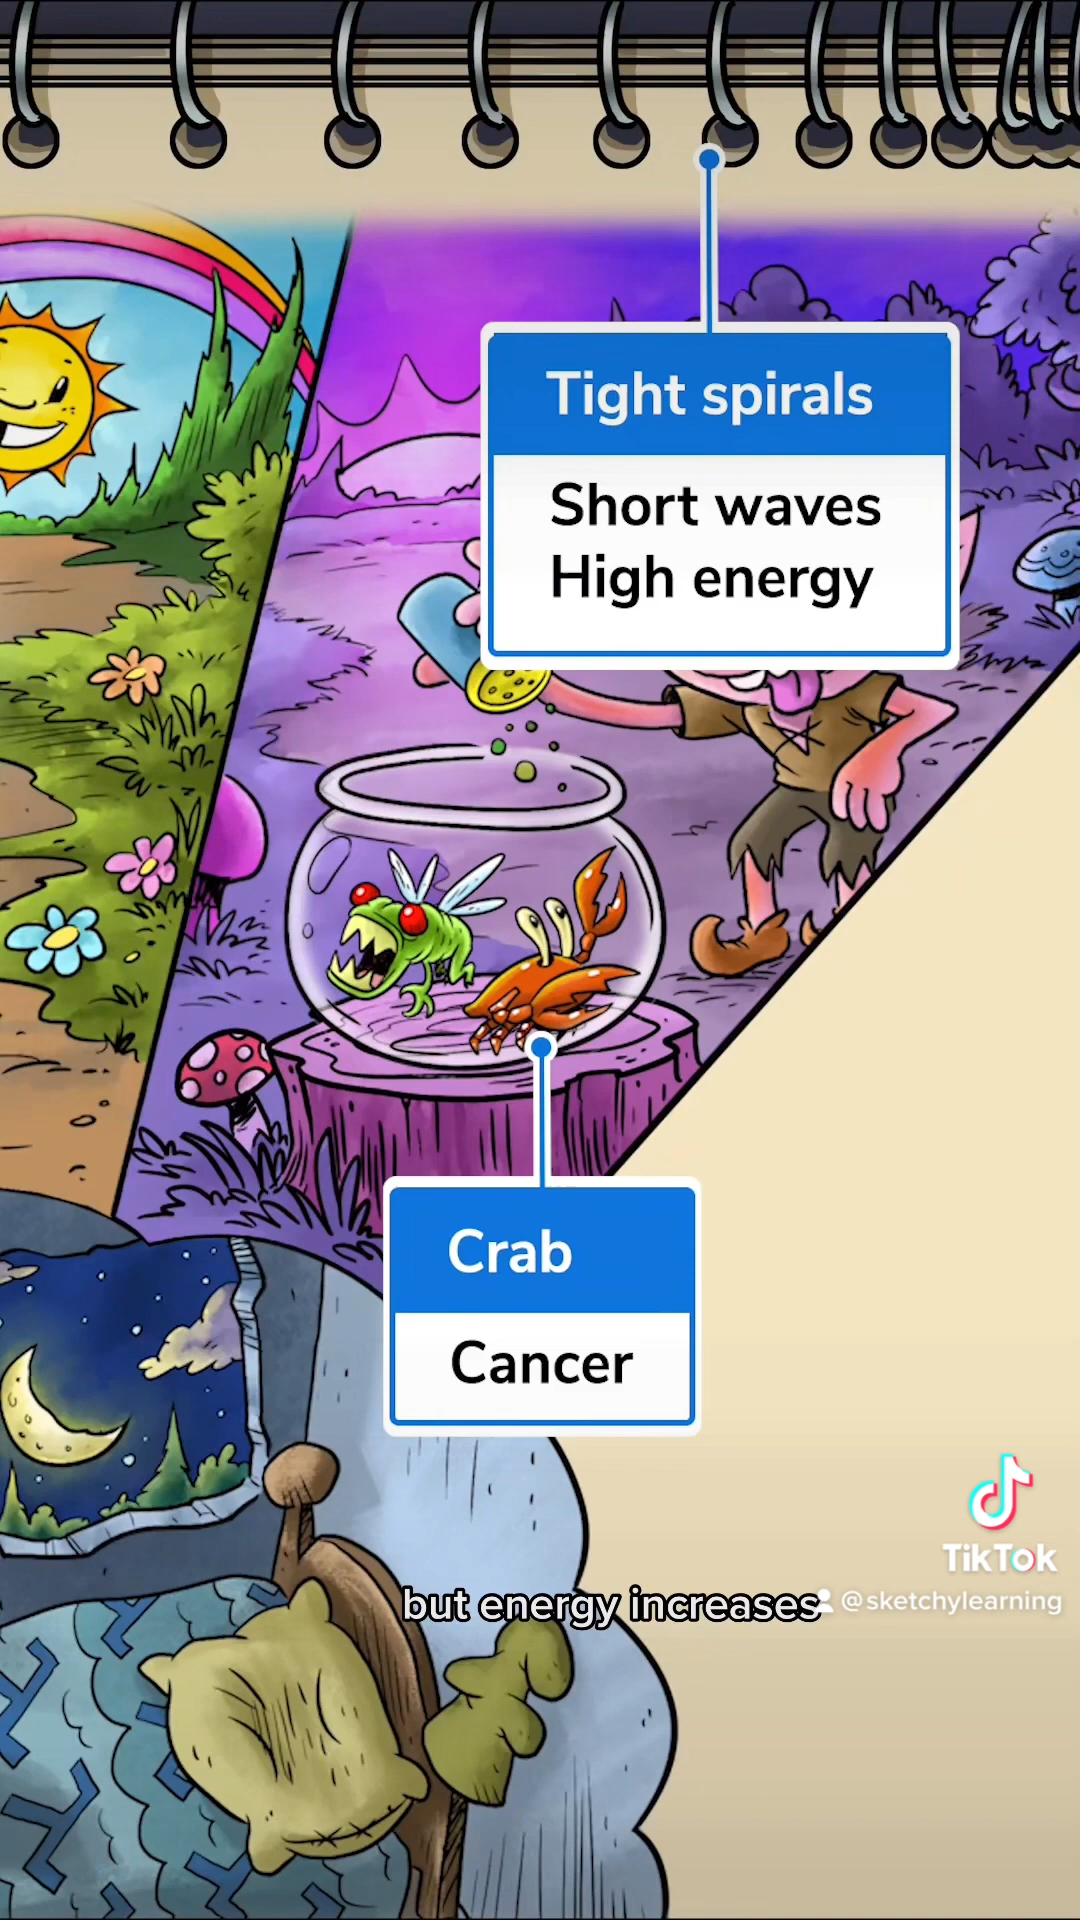 Tight spirals
Short waves
High energy
Crab
Cancer
TikTok
but energy increases
@sketchylearning